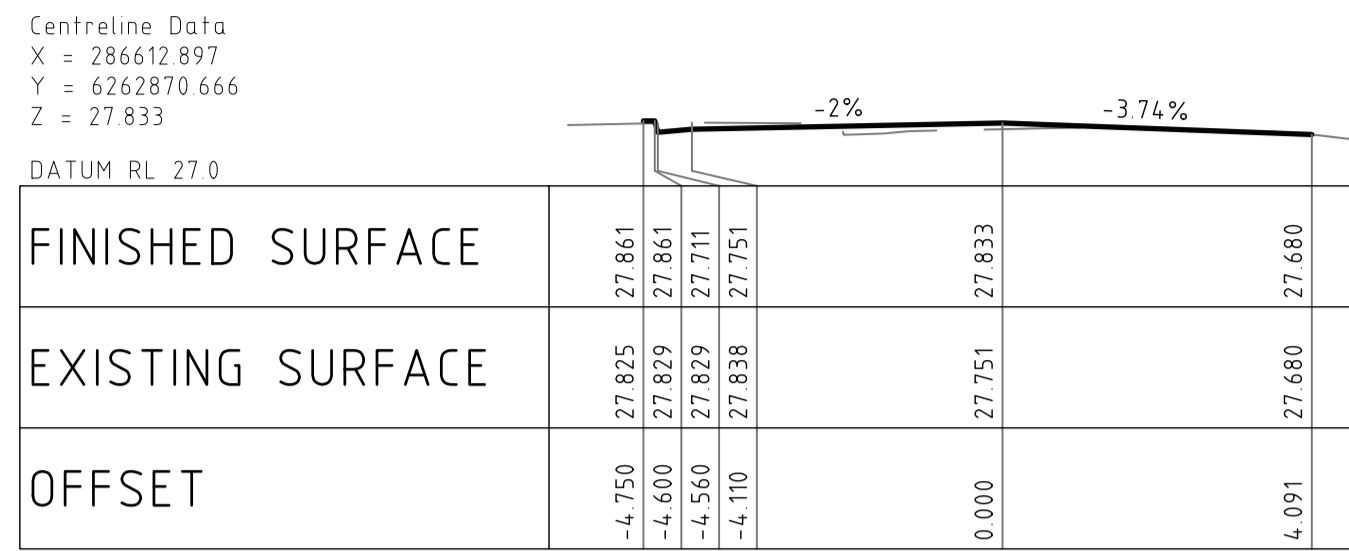 Centreline Data
X = 286612.897
Y = 6262870.666
Z = 27.833
-2%
-3.74%
DATUM RL 27.0
FINISHED SURFACE 27.861 27.861 27.711 27.751 27.833 27.680
EXISTING SURFACE 27.825 27.829 27.829 27.838 27.751 27.680
OFFSET -4.750 -4.600 -4.560 -4.110 0.000 4.091